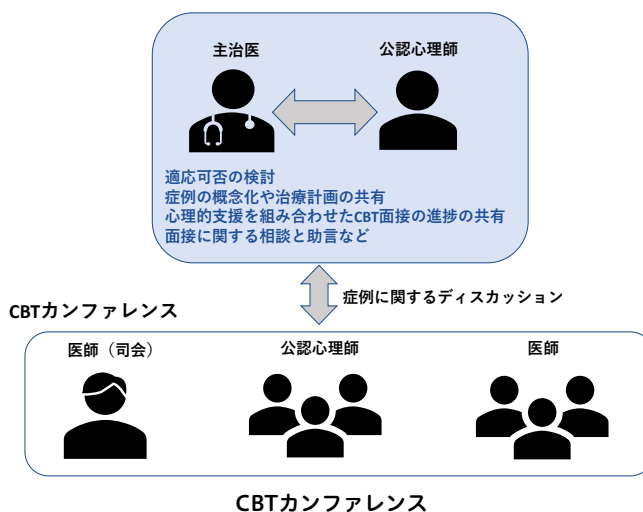 主治医
公認心理師
適応可否の検討
症例の概念化や治療計画の共有
心理的支援を組み合わせたCBT面接の進捗の共有
面接に関する相談と助言など
症例に関するディスカッション
CBTカンファレンス
医師（司会）
公認心理師
医師
CBTカンファレンス